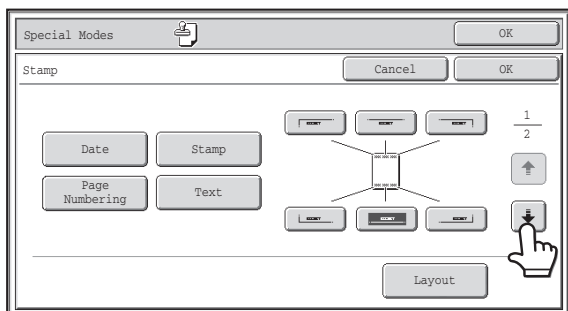 Special Modes
OK
Stamp
Cancel
OK
Date
Stamp
Page
Numbering
Text
1
2
Layout